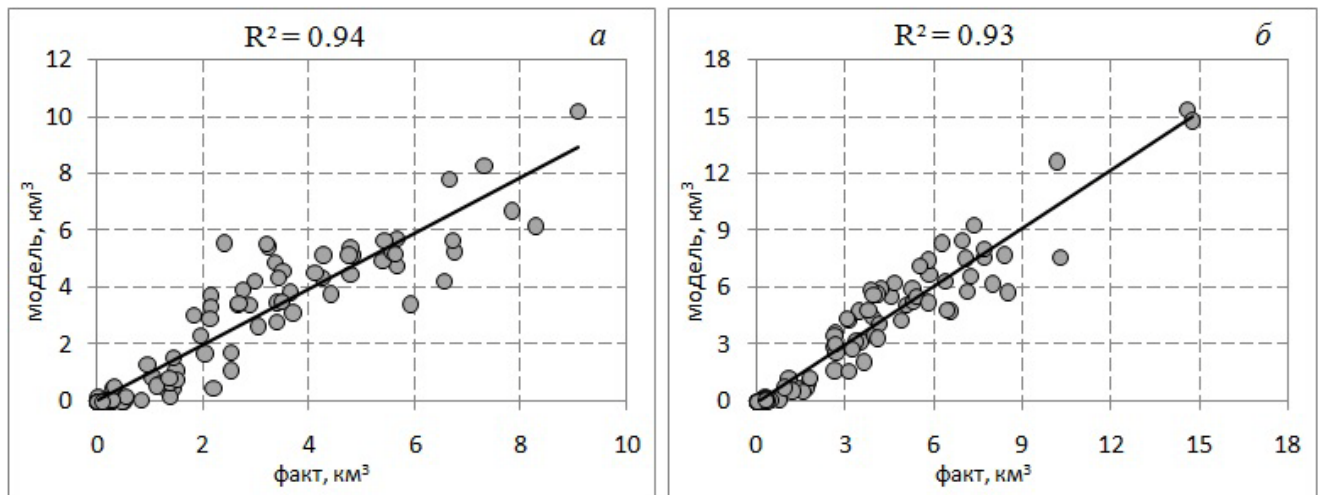 R² = 0.94
а
12
10
8
6
4
2
0
модель, км³
0 2 4 6 8 10
факт, км³
R² = 0.93
б
18
15
12
9
6
3
0
модель, км³
0 3 6 9 12 15 18
факт, км³